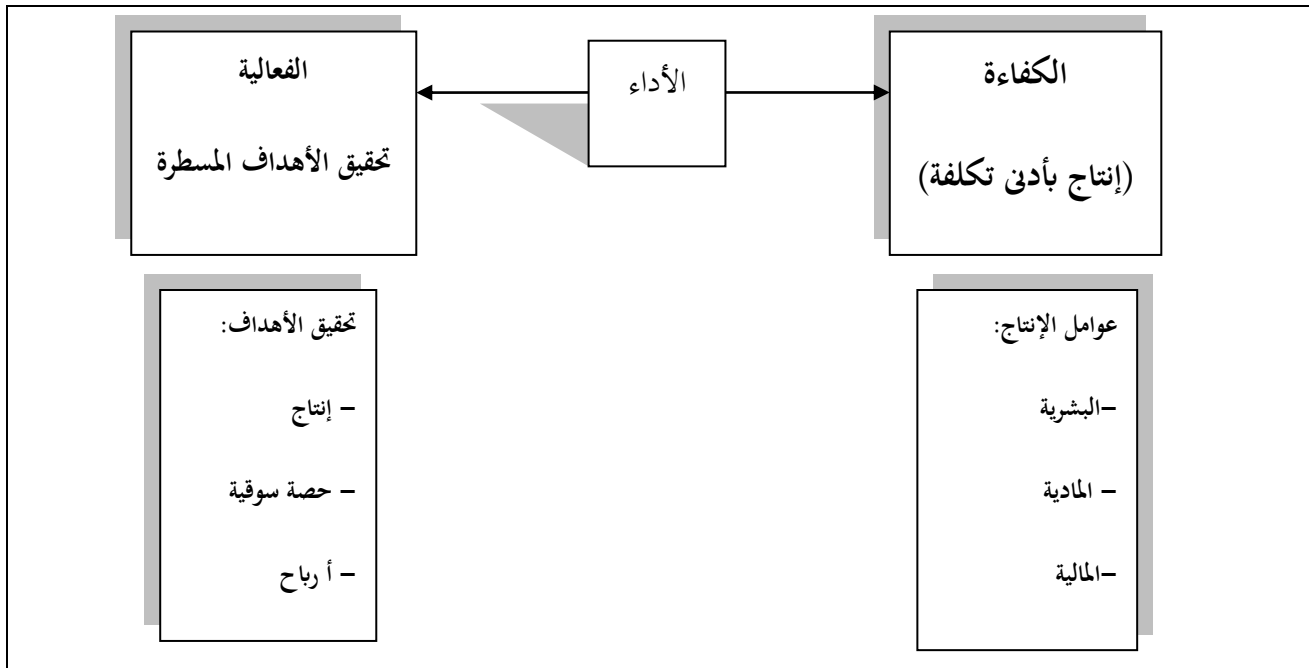 الكفاءة
(إنتاج بأدنى تكلفة)
الأداء
الفعالية
تحقيق الأهداف المسطرة
عوامل الإنتاج:
–البشرية
– المادية
–المالية
تحقيق الأهداف:
– إنتاج
– حصة سوقية
– أ رباح